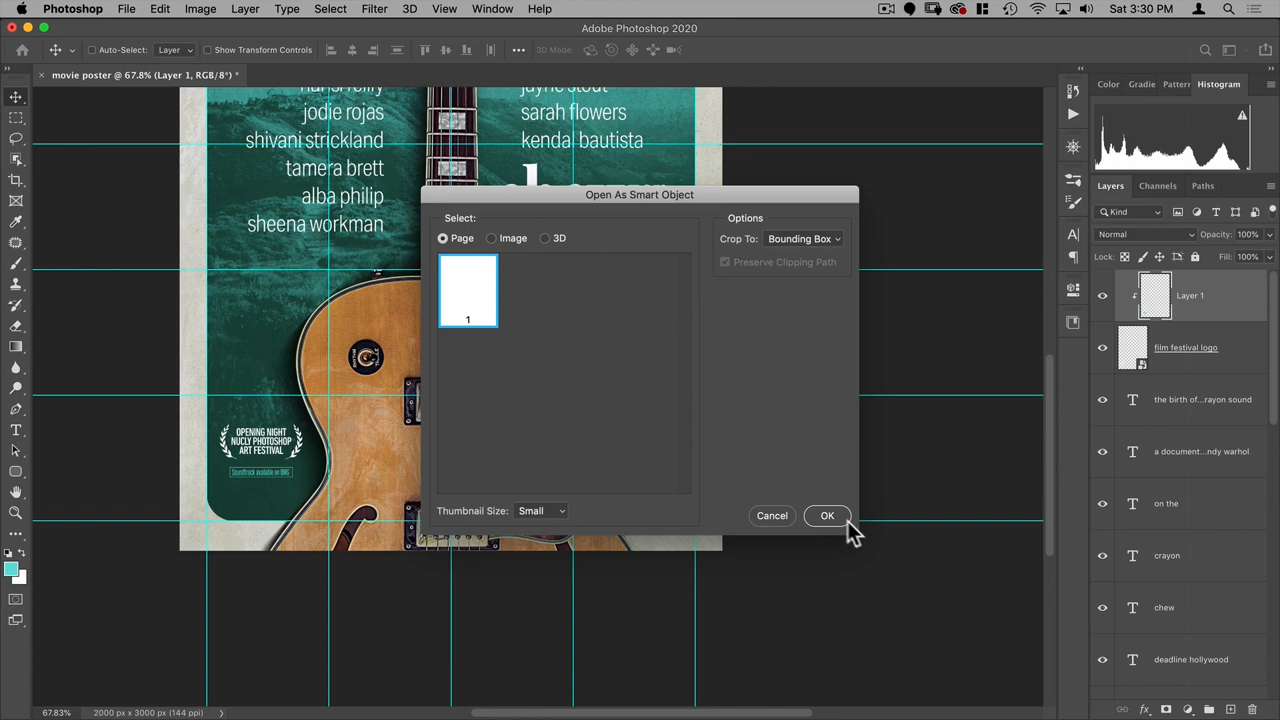 Photoshop File Edit Image Layer Type Select Filter 3D View Window Help Sat 3:30 PM
Adobe Photoshop 2020
Auto-Select: Layer Show Transform Controls 3D Mode:
movie poster @ 67.8% (Layer 1, RGB/8*) *
jodie rojas
shivani strickland
tamera brett
alba philip
sheena workman
sarah flowers
kenda bautista
OPENING NIGHT
NUCLY PHOTOSHOP
ART FESTIVAL
Soundtrack available on BMG
Open As Smart Object
Select:
Page Image 3D
1
Thumbnail Size: Small
Options
Crop To: Bounding Box
Preserve Clipping Path
Cancel OK
Color Gradie Pattern Histogram
Layers Channels Paths
Kind
Normal Opacity: 100%
Lock: Fill: 100%
Layer 1
film festival logo
the birth of...rayon sound
a document...ndy warhol
on the
crayon
chew
deadline hollywood
67.83% 2000 px x 3000 px (144 ppi)